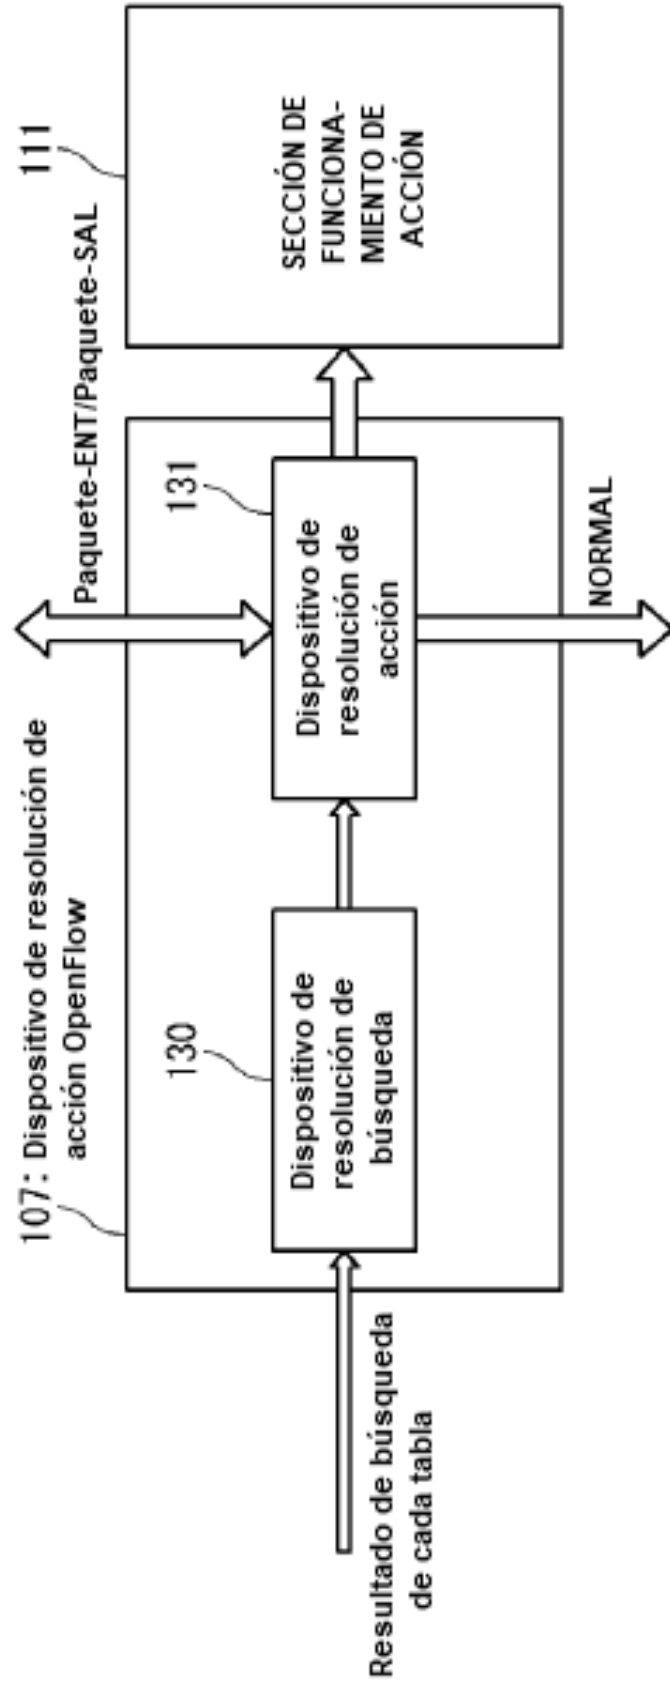 107: Dispositivo de resolución de
acción OpenFlow
Paquete-ENT/Paquete-SAL
111
130
131
Dispositivo de
resolución de
búsqueda
Dispositivo de
resolución de
acción
SECCIÓN DE
FUNCIONA-
MIENTO DE
ACCIÓN
Resultado de búsqueda
de cada tabla
NORMAL